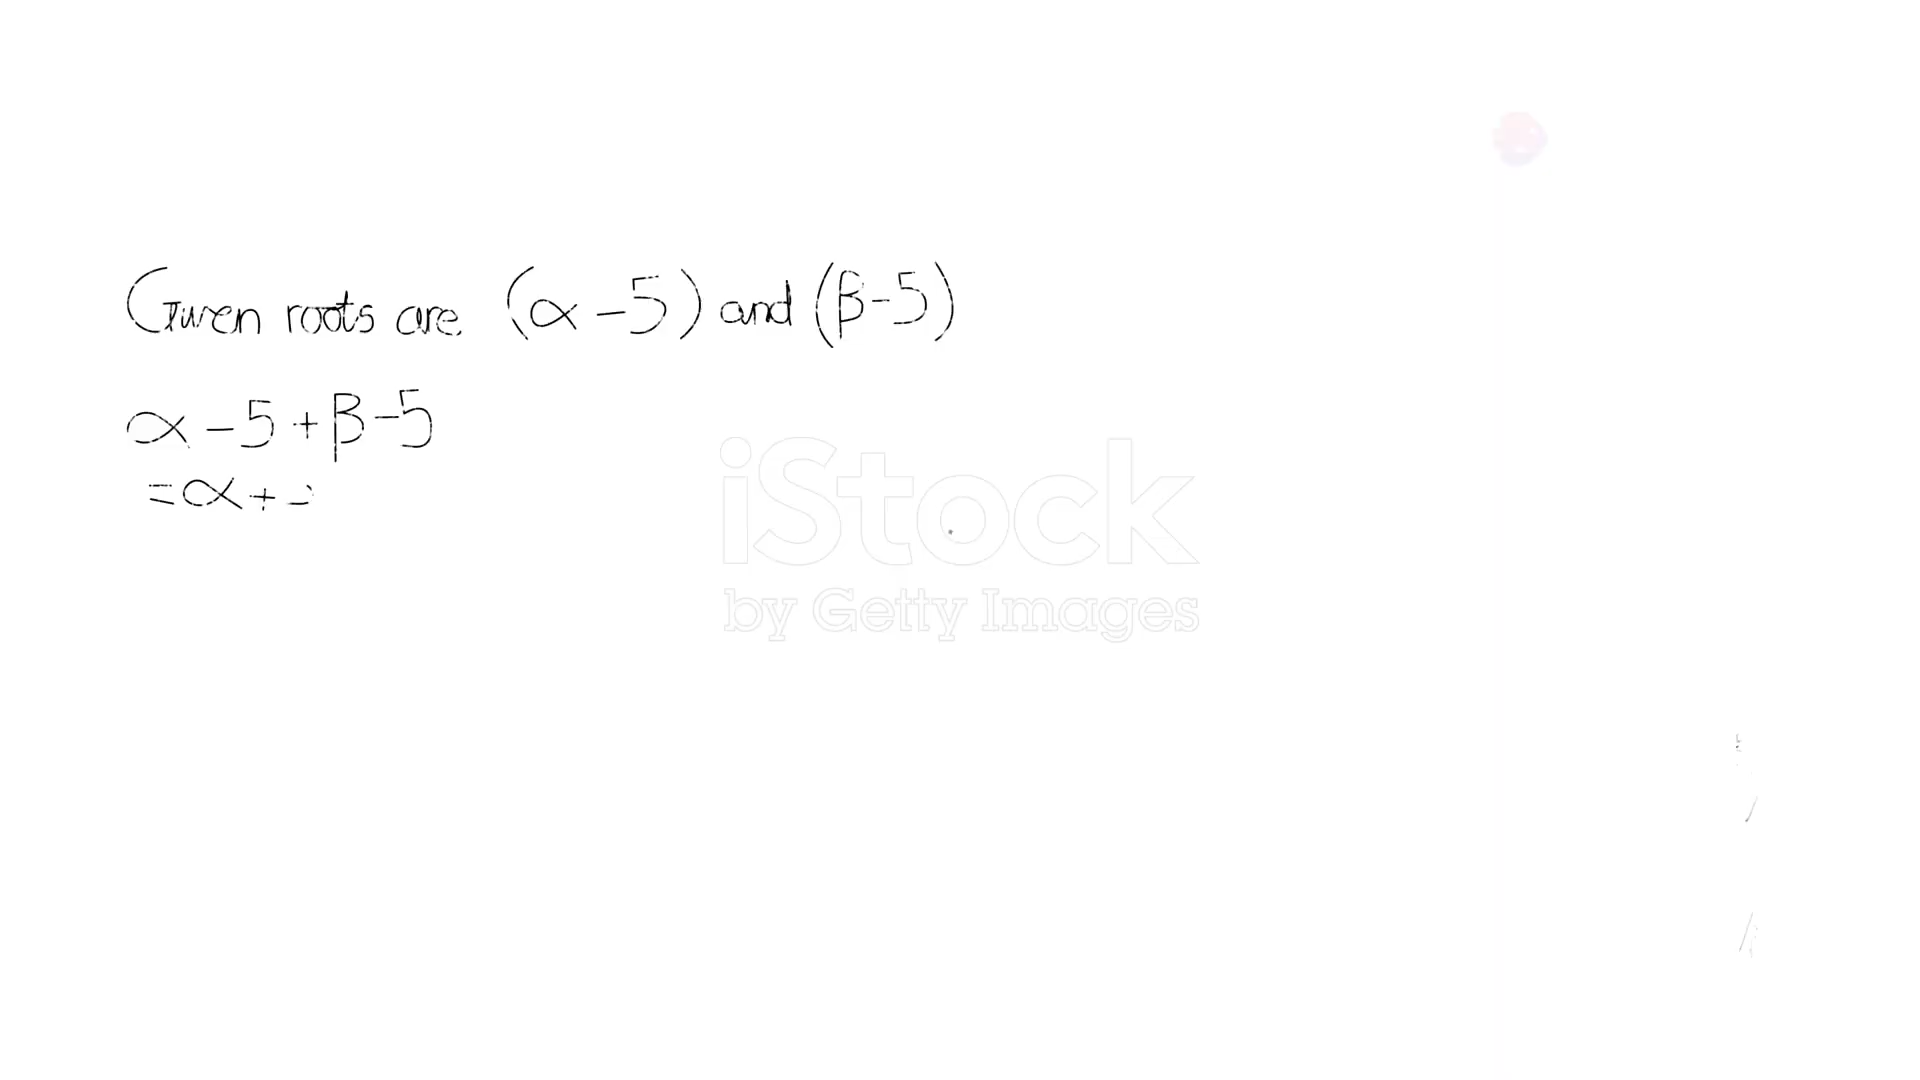 Given roots are (α-5) and (β-5)
α-5+β-5
=α+
iStock
by Getty Images